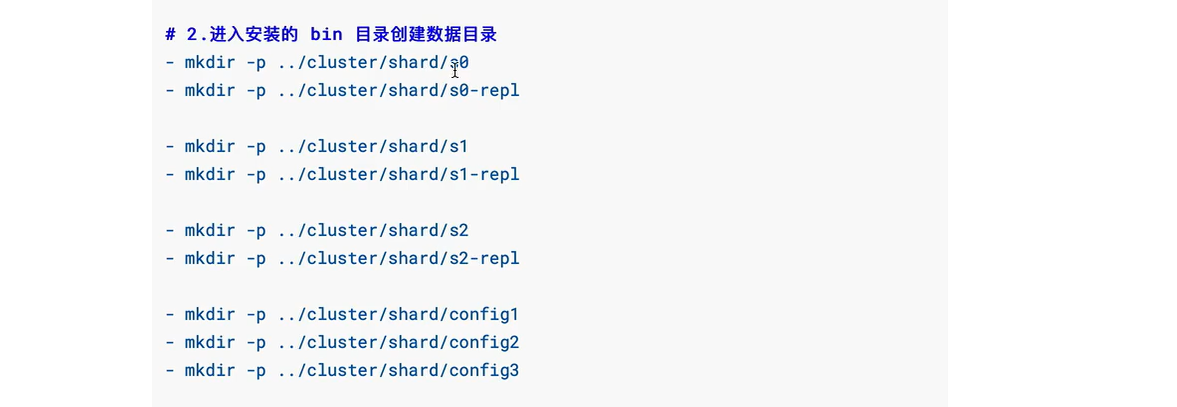 # 2.进入安装的 bin 目录创建数据目录
- mkdir -p ../cluster/shard/s0
- mkdir -p ../cluster/shard/s0-repl
- mkdir -p ../cluster/shard/s1
- mkdir -p ../cluster/shard/s1-repl
- mkdir -p ../cluster/shard/s2
- mkdir -p ../cluster/shard/s2-repl
- mkdir -p ../cluster/shard/config1
- mkdir -p ../cluster/shard/config2
- mkdir -p ../cluster/shard/config3